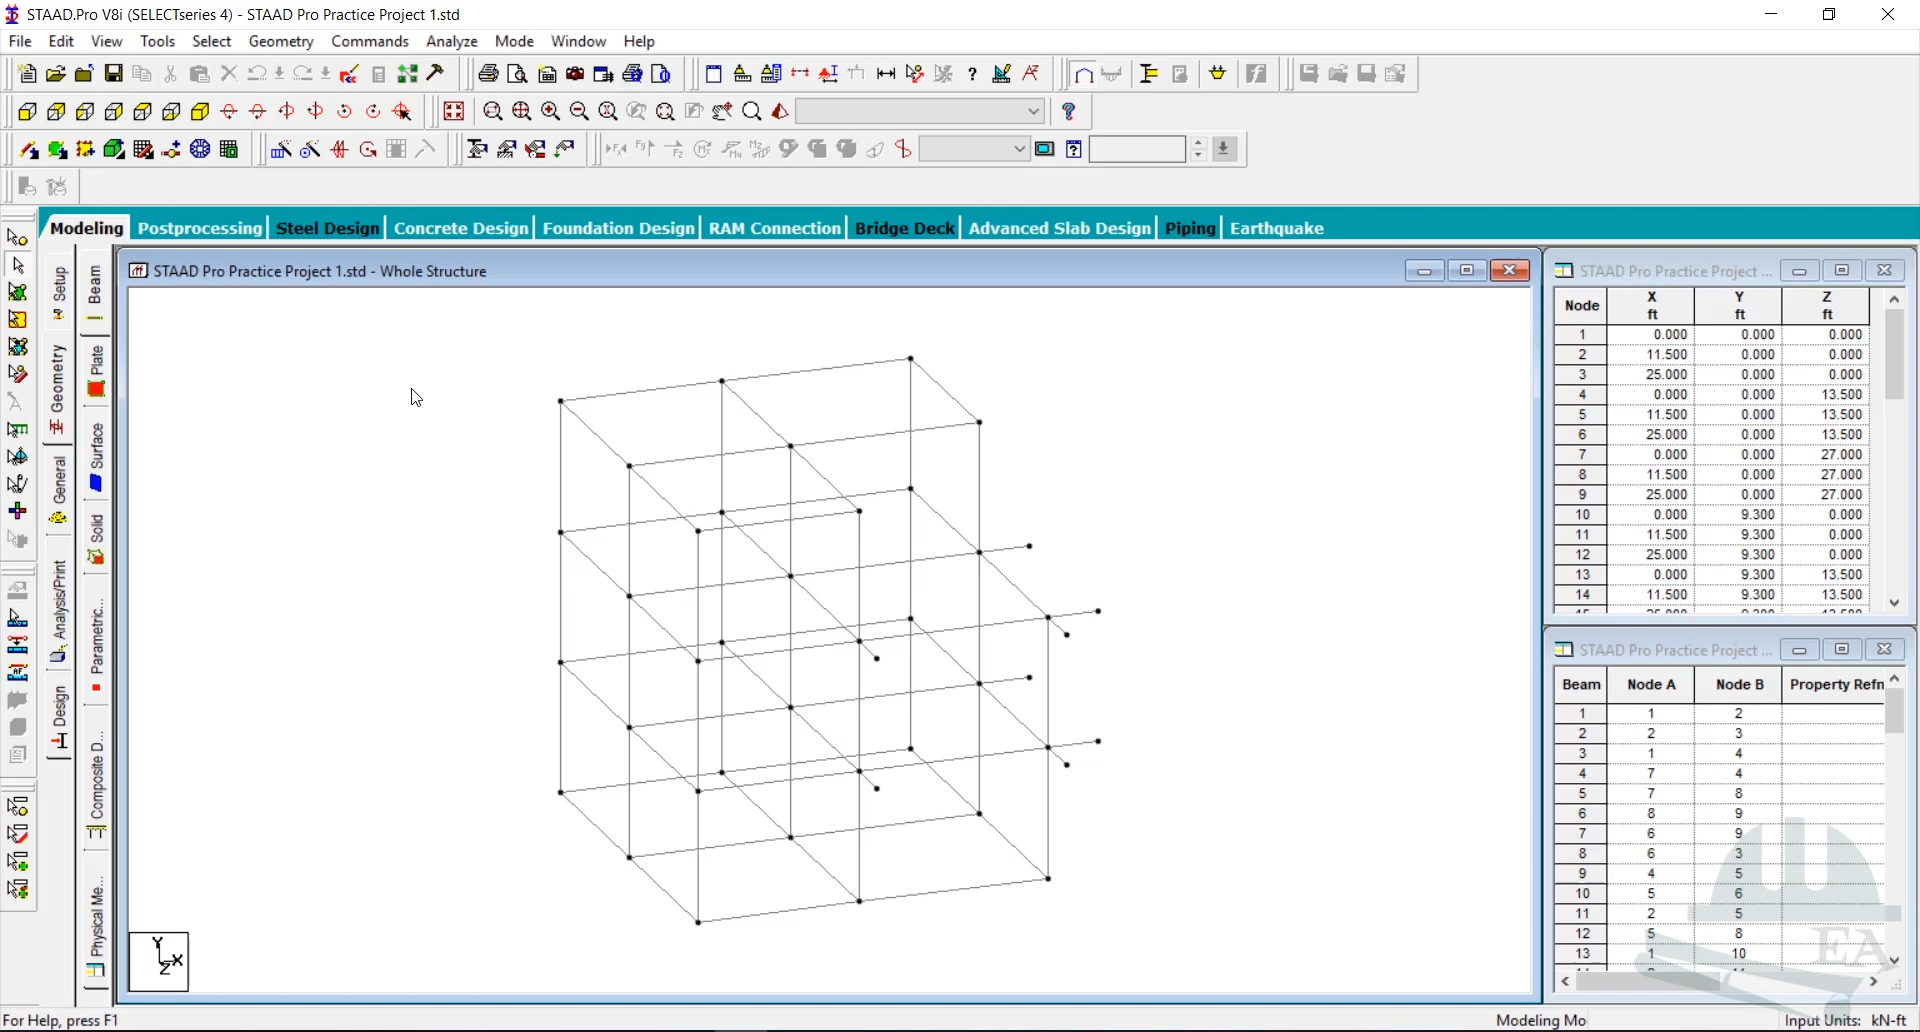 STAAD.Pro V8i (SELECTseries 4) - STAAD Pro Practice Project 1.std
File Edit View Tools Select Geometry Commands Analyze Mode Window Help
Modeling Postprocessing Steel Design Concrete Design Foundation Design RAM Connection Bridge Deck Advanced Slab Design Piping Earthquake
Setup
Geometry
General
Analysis/Print
Design
Beam
Plate
Surface
Solid
Parametric...
Composite D...
Physical Me...
STAAD Pro Practice Project 1.std - Whole Structure
Y
X
Z
STAAD Pro Practice Project ...
Node X ft Y ft Z ft
1 0.000 0.000 0.000
2 11.500 0.000 0.000
3 25.000 0.000 0.000
4 0.000 0.000 13.500
5 11.500 0.000 13.500
6 25.000 0.000 13.500
7 0.000 0.000 27.000
8 11.500 0.000 27.000
9 25.000 0.000 27.000
10 0.000 9.300 0.000
11 11.500 9.300 0.000
12 25.000 9.300 0.000
13 0.000 9.300 13.500
14 11.500 9.300 13.500
STAAD Pro Practice Project ...
Beam Node A Node B Property Refn
1 1 2
2 2 3
3 1 4
4 7 4
5 7 8
6 8 9
7 6 9
8 6 3
9 4 5
10 5 6
11 2 5
12 5 8
13 1 10
EA
For Help, press F1
Modeling Mo
Input Units: kN-ft